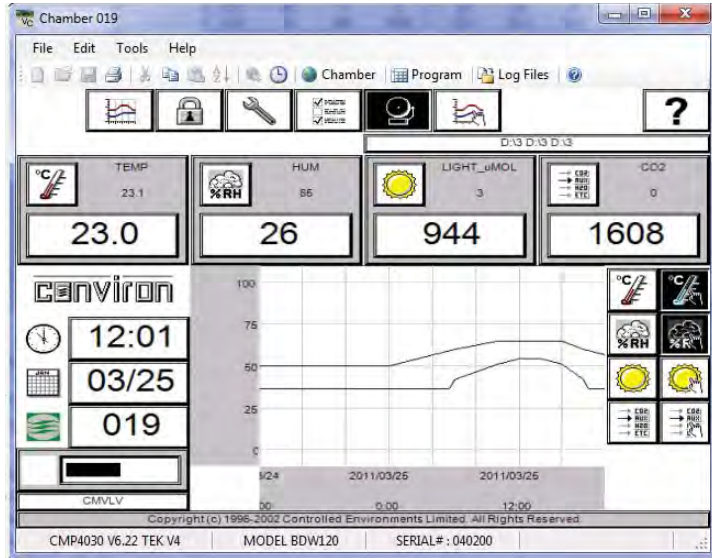 Chamber 019
File Edit Tools Help
Chamber Program Log Files
?
D:\3 D:\3 D:\3
TEMP HUM LIGHT_uMOL CO2
°C %RH
23.1 3 0
23.0 26 944 1608
CONVIRON
12:01
03/25
019
CMVLV
100
75
50
25
0
3/24 2011/03/25 2011/03/25
00 0:00 12:00
°C °C
%RH
Copyright (c) 1996-2002 Controlled Environments Limited. All Rights Reserved.
CMP4030 V6.22 TEK V4 MODEL BDW120 SERIAL# : 040200